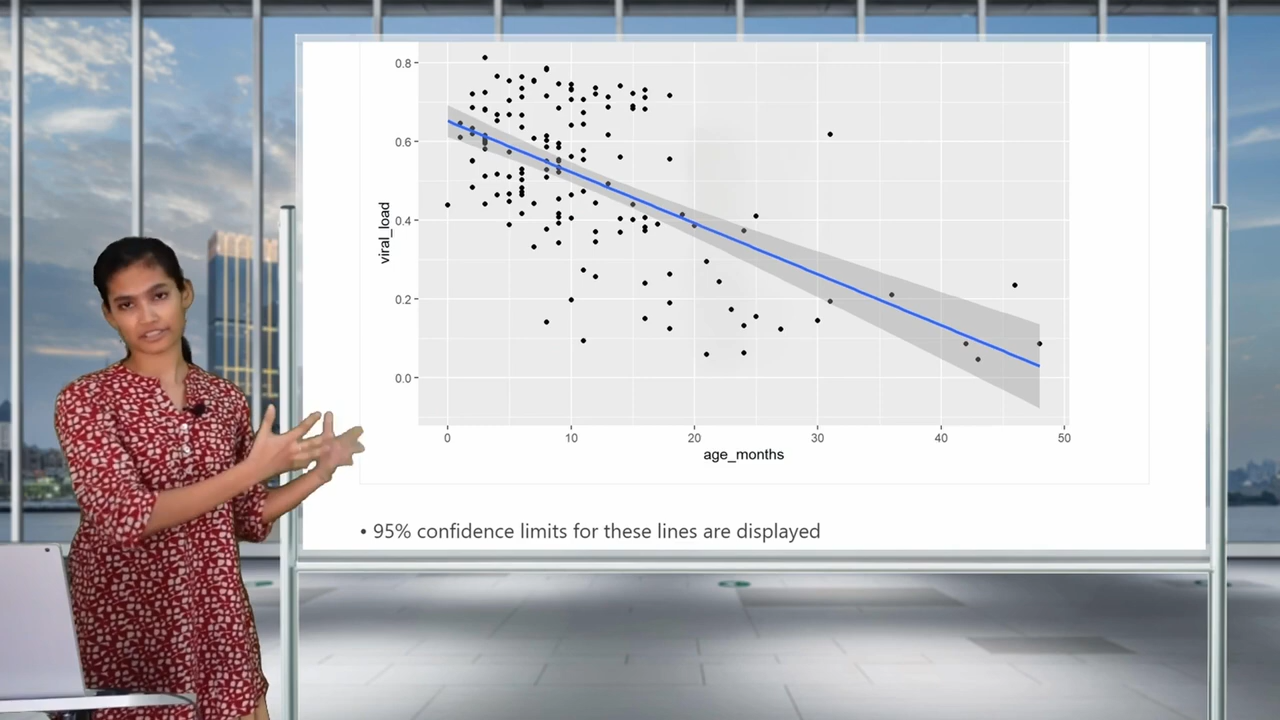 0.8
0.6
0.4
0.2
0.0
viral_load
0 10 20 30 40 50
age_months
• 95% confidence limits for these lines are displayed